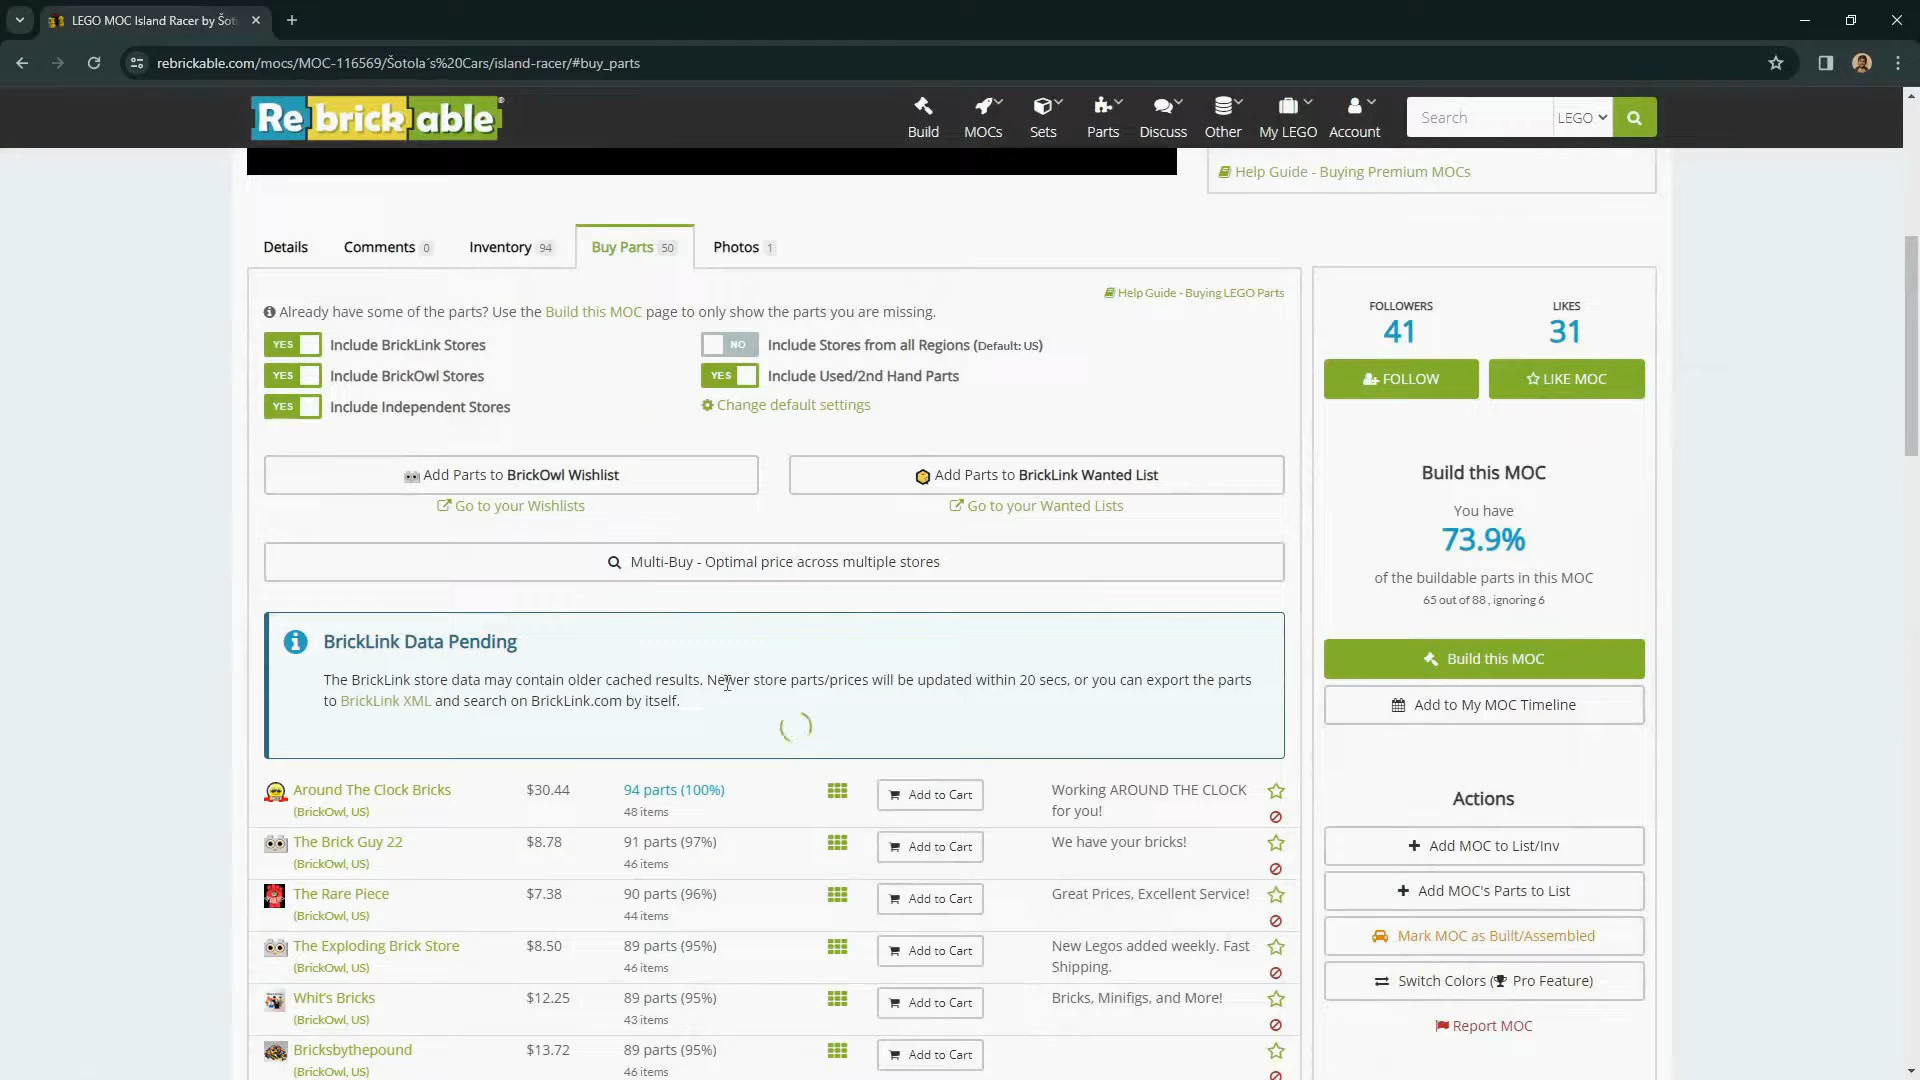 LEGO MOC Island Racer by Šot
rebrickable.com/mocs/MOC-116569/Šotola´s%20Cars/island-racer/#buy_parts
Rebrickable®
Build
MOCs
Sets
Parts
Discuss
Other
My LEGO
Account
Search
LEGO
Help Guide - Buying Premium MOCs
Details
Comments 0
Inventory 94
Buy Parts 50
Photos 1
Help Guide - Buying LEGO Parts
Already have some of the parts? Use the Build this MOC page to only show the parts you are missing.
YES Include BrickLink Stores
NO Include Stores from all Regions (Default: US)
YES Include BrickOwl Stores
YES Include Used/2nd Hand Parts
YES Include Independent Stores
Change default settings
Add Parts to BrickOwl Wishlist
Add Parts to BrickLink Wanted List
Go to your Wishlists
Go to your Wanted Lists
Multi-Buy - Optimal price across multiple stores
BrickLink Data Pending
The BrickLink store data may contain older cached results. Newer store parts/prices will be updated within 20 secs, or you can export the parts
to BrickLink XML and search on BrickLink.com by itself.
Around The Clock Bricks $30.44 94 parts (100%) Add to Cart Working AROUND THE CLOCK
(BrickOwl, US) 48 items for you!
The Brick Guy 22 $8.78 91 parts (97%) Add to Cart We have your bricks!
(BrickOwl, US) 46 items
The Rare Piece $7.38 90 parts (96%) Add to Cart Great Prices, Excellent Service!
(BrickOwl, US) 44 items
The Exploding Brick Store $8.50 89 parts (95%) Add to Cart New Legos added weekly. Fast
(BrickOwl, US) 46 items Shipping.
Whit's Bricks $12.25 89 parts (95%) Add to Cart Bricks, Minifigs, and More!
(BrickOwl, US) 43 items
Bricksbythepound $13.72 89 parts (95%) Add to Cart
(BrickOwl, US) 46 items
FOLLOWERS
41
LIKES
31
FOLLOW
LIKE MOC
Build this MOC
You have
73.9%
of the buildable parts in this MOC
65 out of 88 , ignoring 6
Build this MOC
Add to My MOC Timeline
Actions
Add MOC to List/Inv
Add MOC's Parts to List
Mark MOC as Built/Assembled
Switch Colors (Pro Feature)
Report MOC